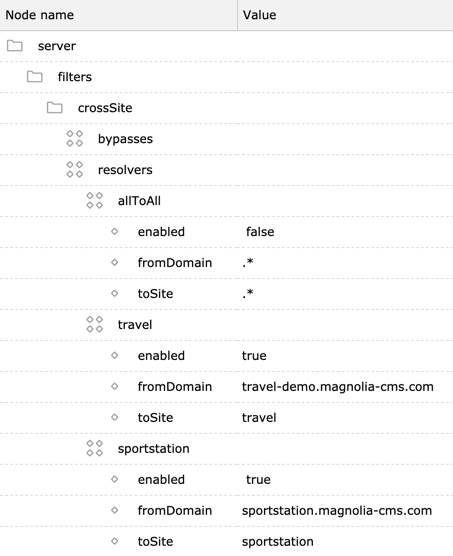 Node name Value
server
filters
crossSite
bypasses
resolvers
allToAll
enabled false
fromDomain .*
toSite .*
travel
enabled true
fromDomain travel-demo.magnolia-cms.com
toSite travel
sportstation
enabled true
fromDomain sportstation.magnolia-cms.com
toSite sportstation